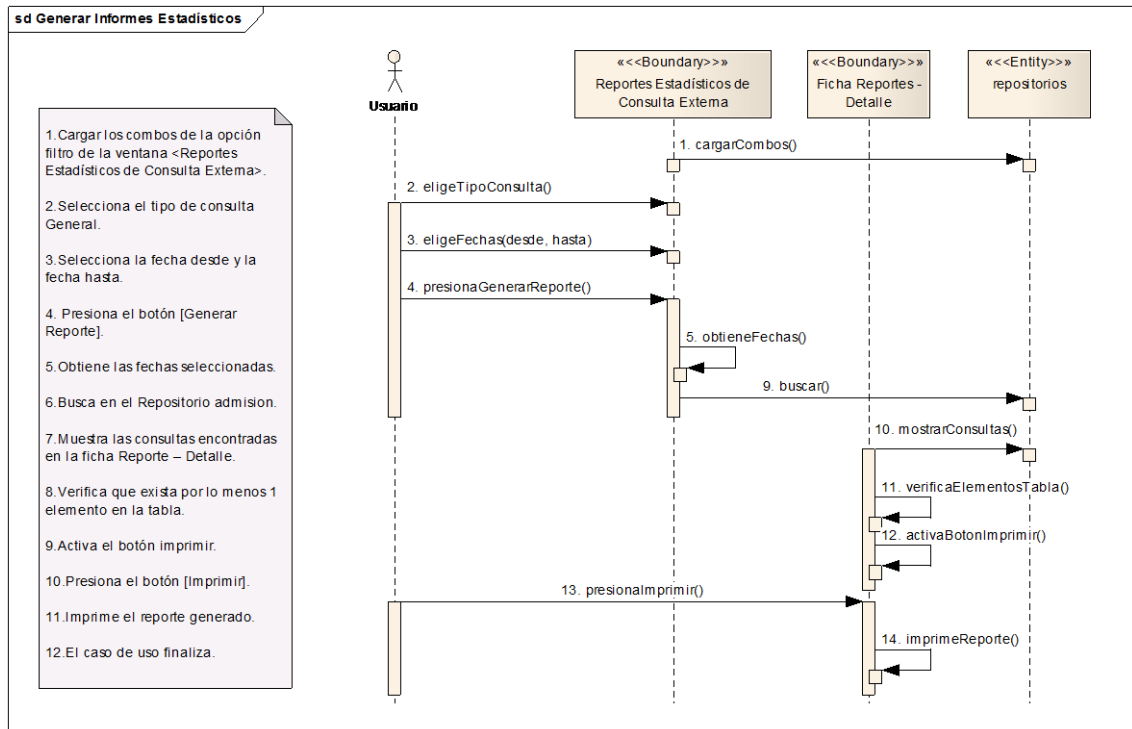 sd Generar Informes Estadísticos
Usuario
«<<Boundary>>»
Reportes Estadísticos de
Consulta Externa
«<<Boundary>>»
Ficha Reportes -
Detalle
«<<Entity>>»
repositorios
1.Cargar los combos de la opción
filtro de la ventana <Reportes
Estadísticos de Consulta Externa>.
2.Selecciona el tipo de consulta
General.
3.Selecciona la fecha desde y la
fecha hasta.
4. Presiona el botón [Generar
Reporte].
5.Obtiene las fechas seleccionadas.
6.Busca en el Repositorio admision.
7.Muestra las consultas encontradas
en la ficha Reporte – Detalle.
8.Verifica que exista por lo menos 1
elemento en la tabla.
9.Activa el botón imprimir.
10.Presiona el botón [Imprimir].
11.Imprime el reporte generado.
12.El caso de uso finaliza.
1. cargarCombos()
2. eligeTipoConsulta()
3. eligeFechas(desde, hasta)
4. presionaGenerarReporte()
5. obtieneFechas()
9. buscar()
10. mostrarConsultas()
11. verificaElementosTabla()
12. activaBotonImprimir()
13. presionaImprimir()
14. imprimeReporte()